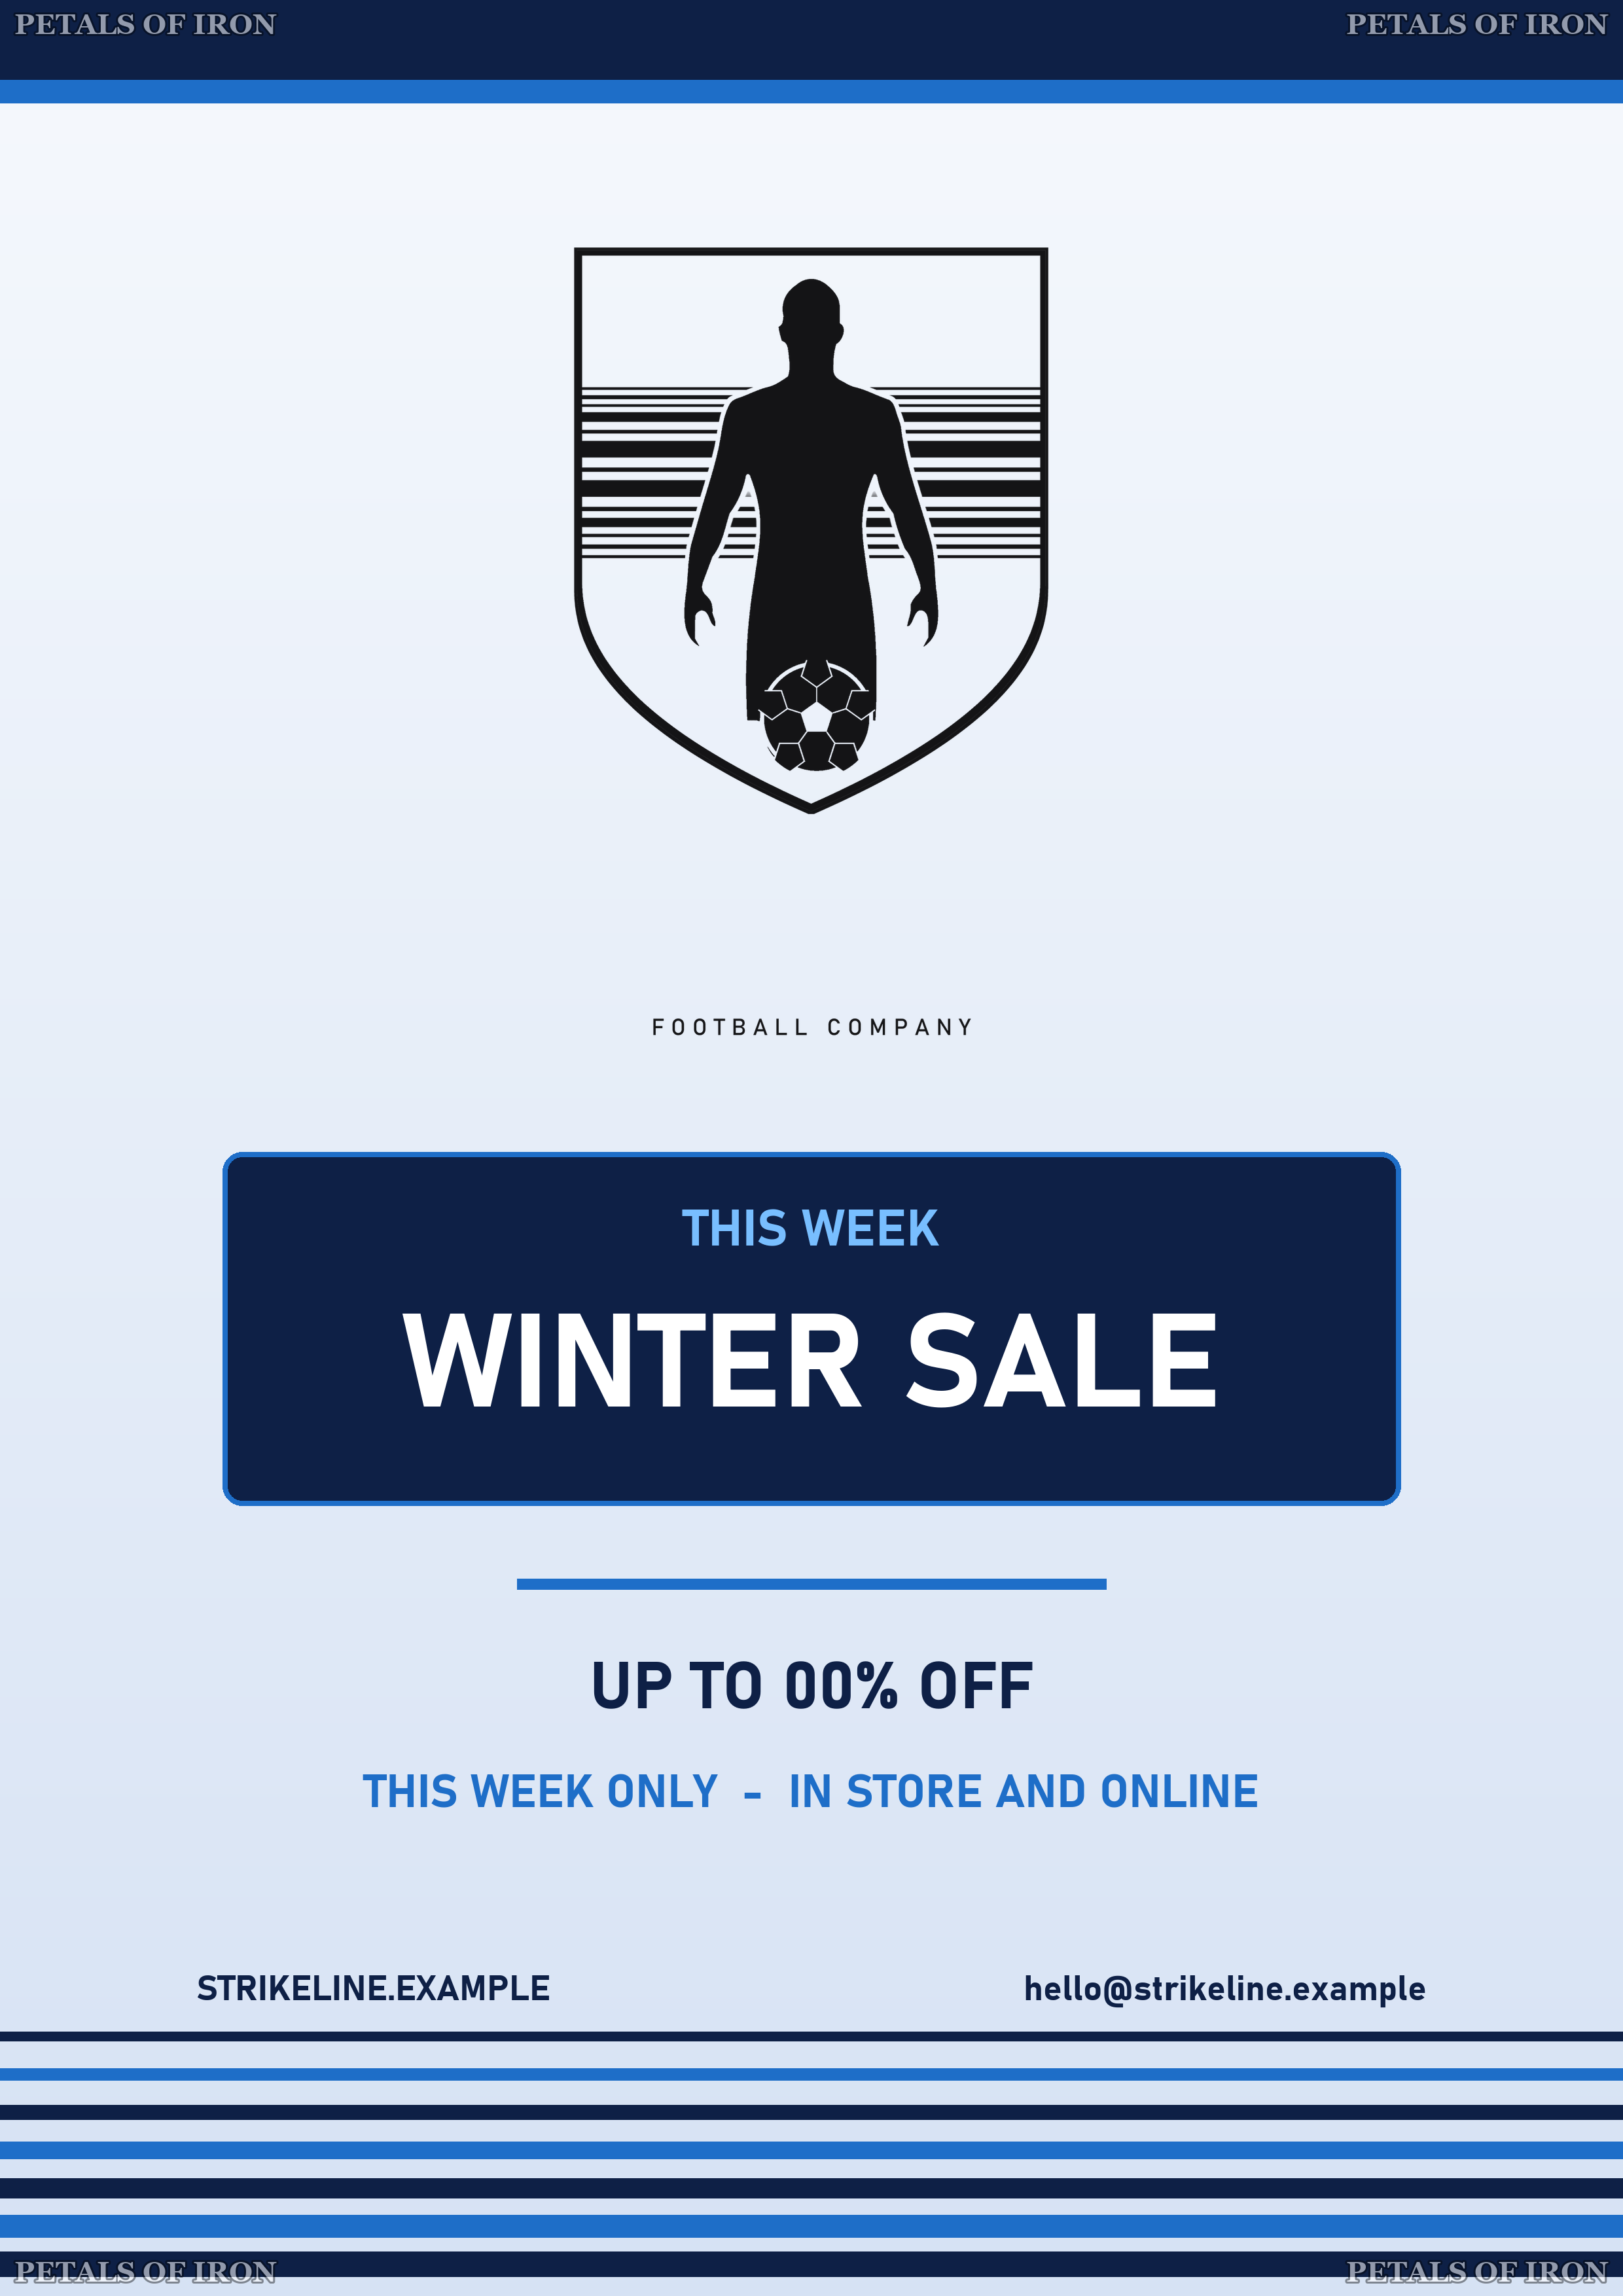 PETALS OF IRON PETALS OF IRON
FOOTBALL COMPANY
THIS WEEK
WINTER SALE
UP TO 00% OFF
THIS WEEK ONLY - IN STORE AND ONLINE
STRIKELINE.EXAMPLE hello@strikeline.example
PETALS OF IRON PETALS OF IRON